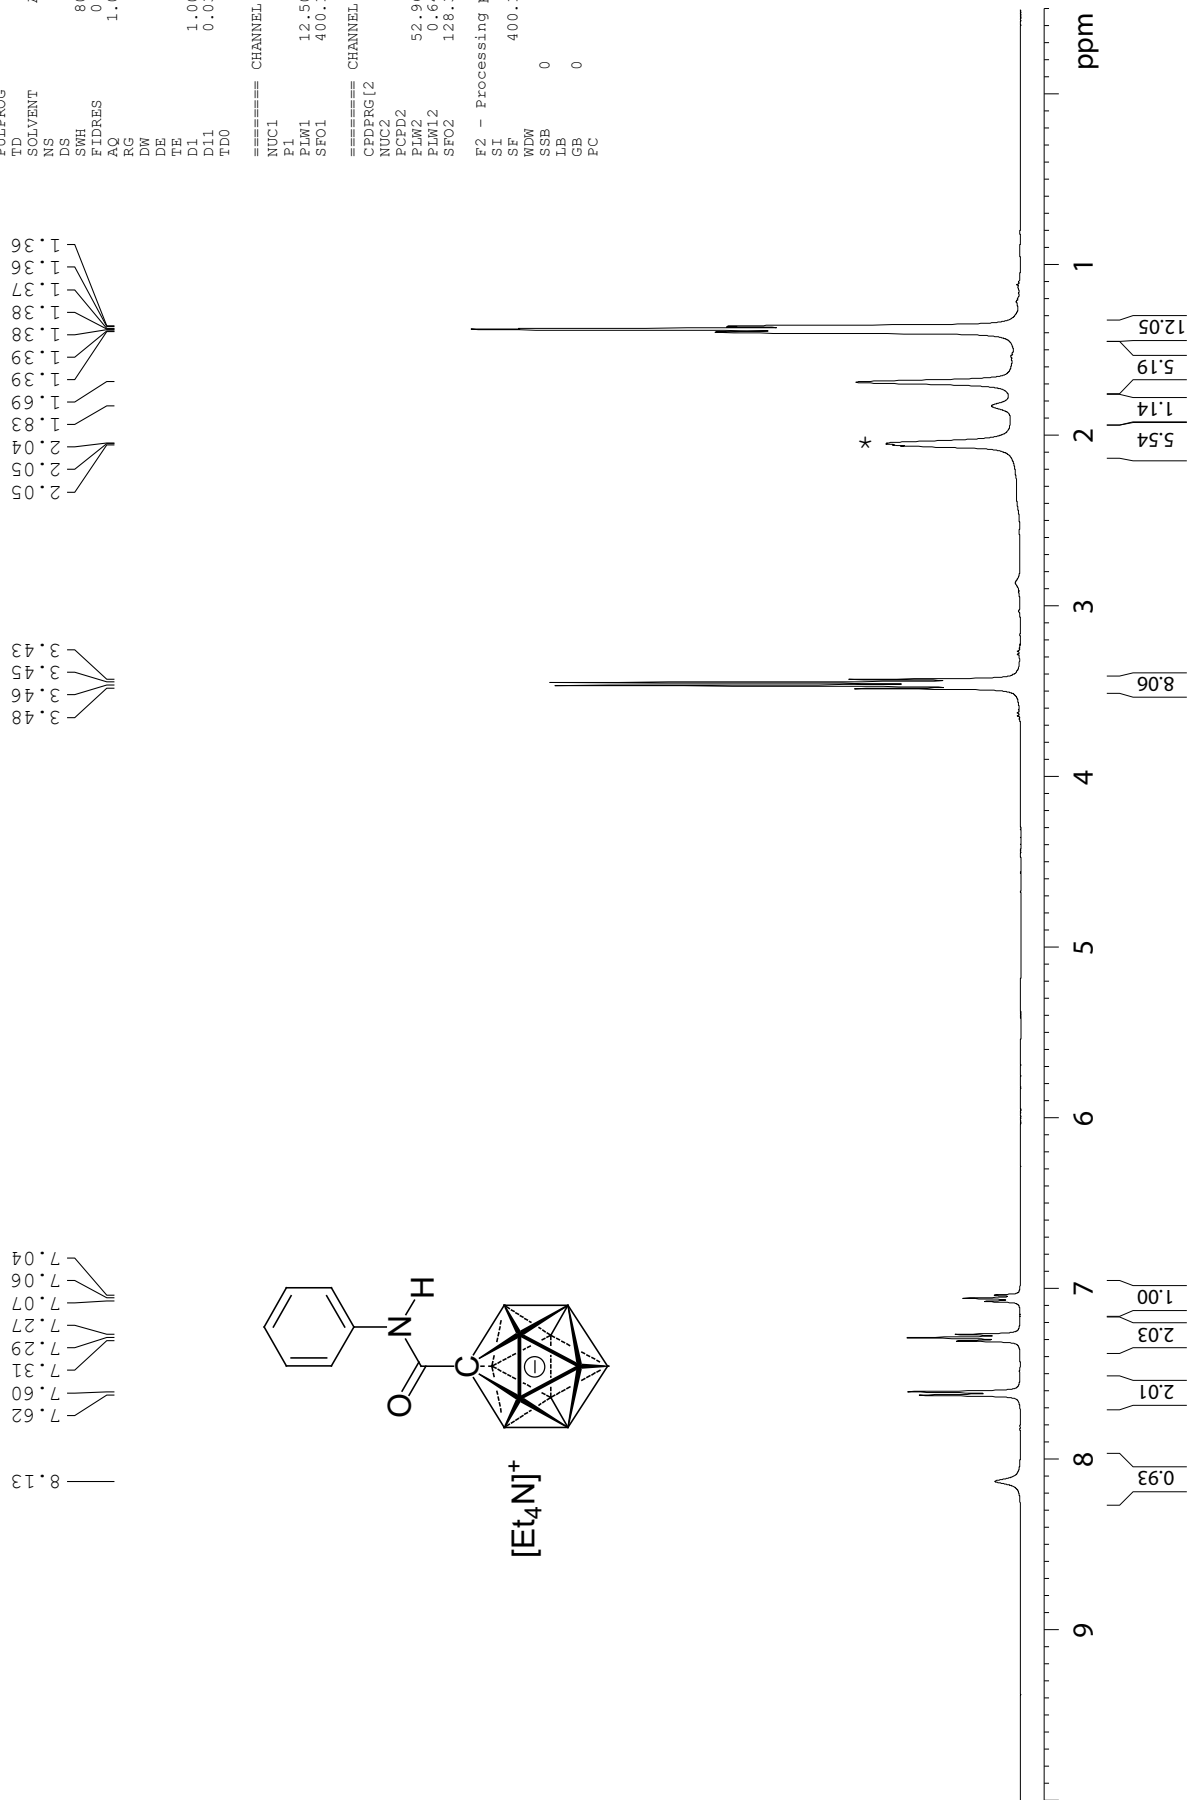 PULPROG
TD
SOLVENT
NS
DS
SWH
FIDRES
AQ
RG
DW
DE
TE
D1
D11
TD0
======== CHANNEL
NUC1
P1
PLW1
SFO1
======== CHANNEL
CPDPRG[2
NUC2
PCPD2
PLW2
PLW12
SFO2
F2 - Processing
SI
SF
WDW
SSB 0
LB
GB 0
PC
8.13
7.62
7.60
7.31
7.29
7.27
7.07
7.06
7.04
3.48
3.46
3.45
3.43
2.05
2.05
2.04
1.83
1.69
1.39
1.39
1.38
1.38
1.37
1.36
1.36
[Et4N]+
O
N
H
C
−
*
9
8
7
6
5
4
3
2
1
ppm
0.93
2.01
2.03
1.00
8.06
5.54
1.14
5.19
12.05